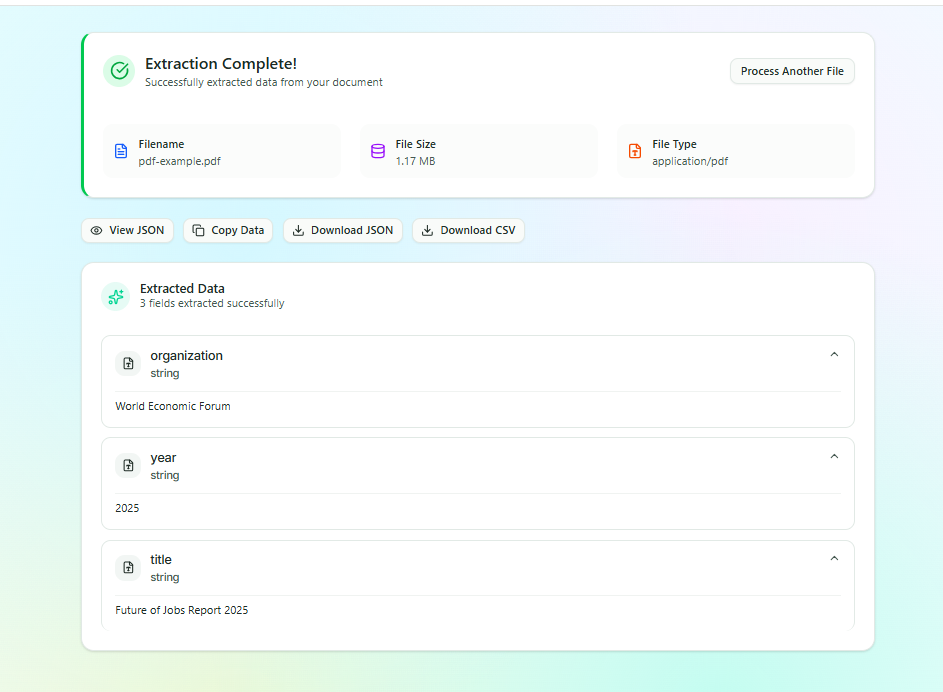 Extraction Complete!
Successfully extracted data from your document
Process Another File
Filename
pdf-example.pdf
File Size
1.17 MB
File Type
application/pdf
View JSON
Copy Data
Download JSON
Download CSV
Extracted Data
3 fields extracted successfully
organization
string
World Economic Forum
year
string
2025
title
string
Future of Jobs Report 2025